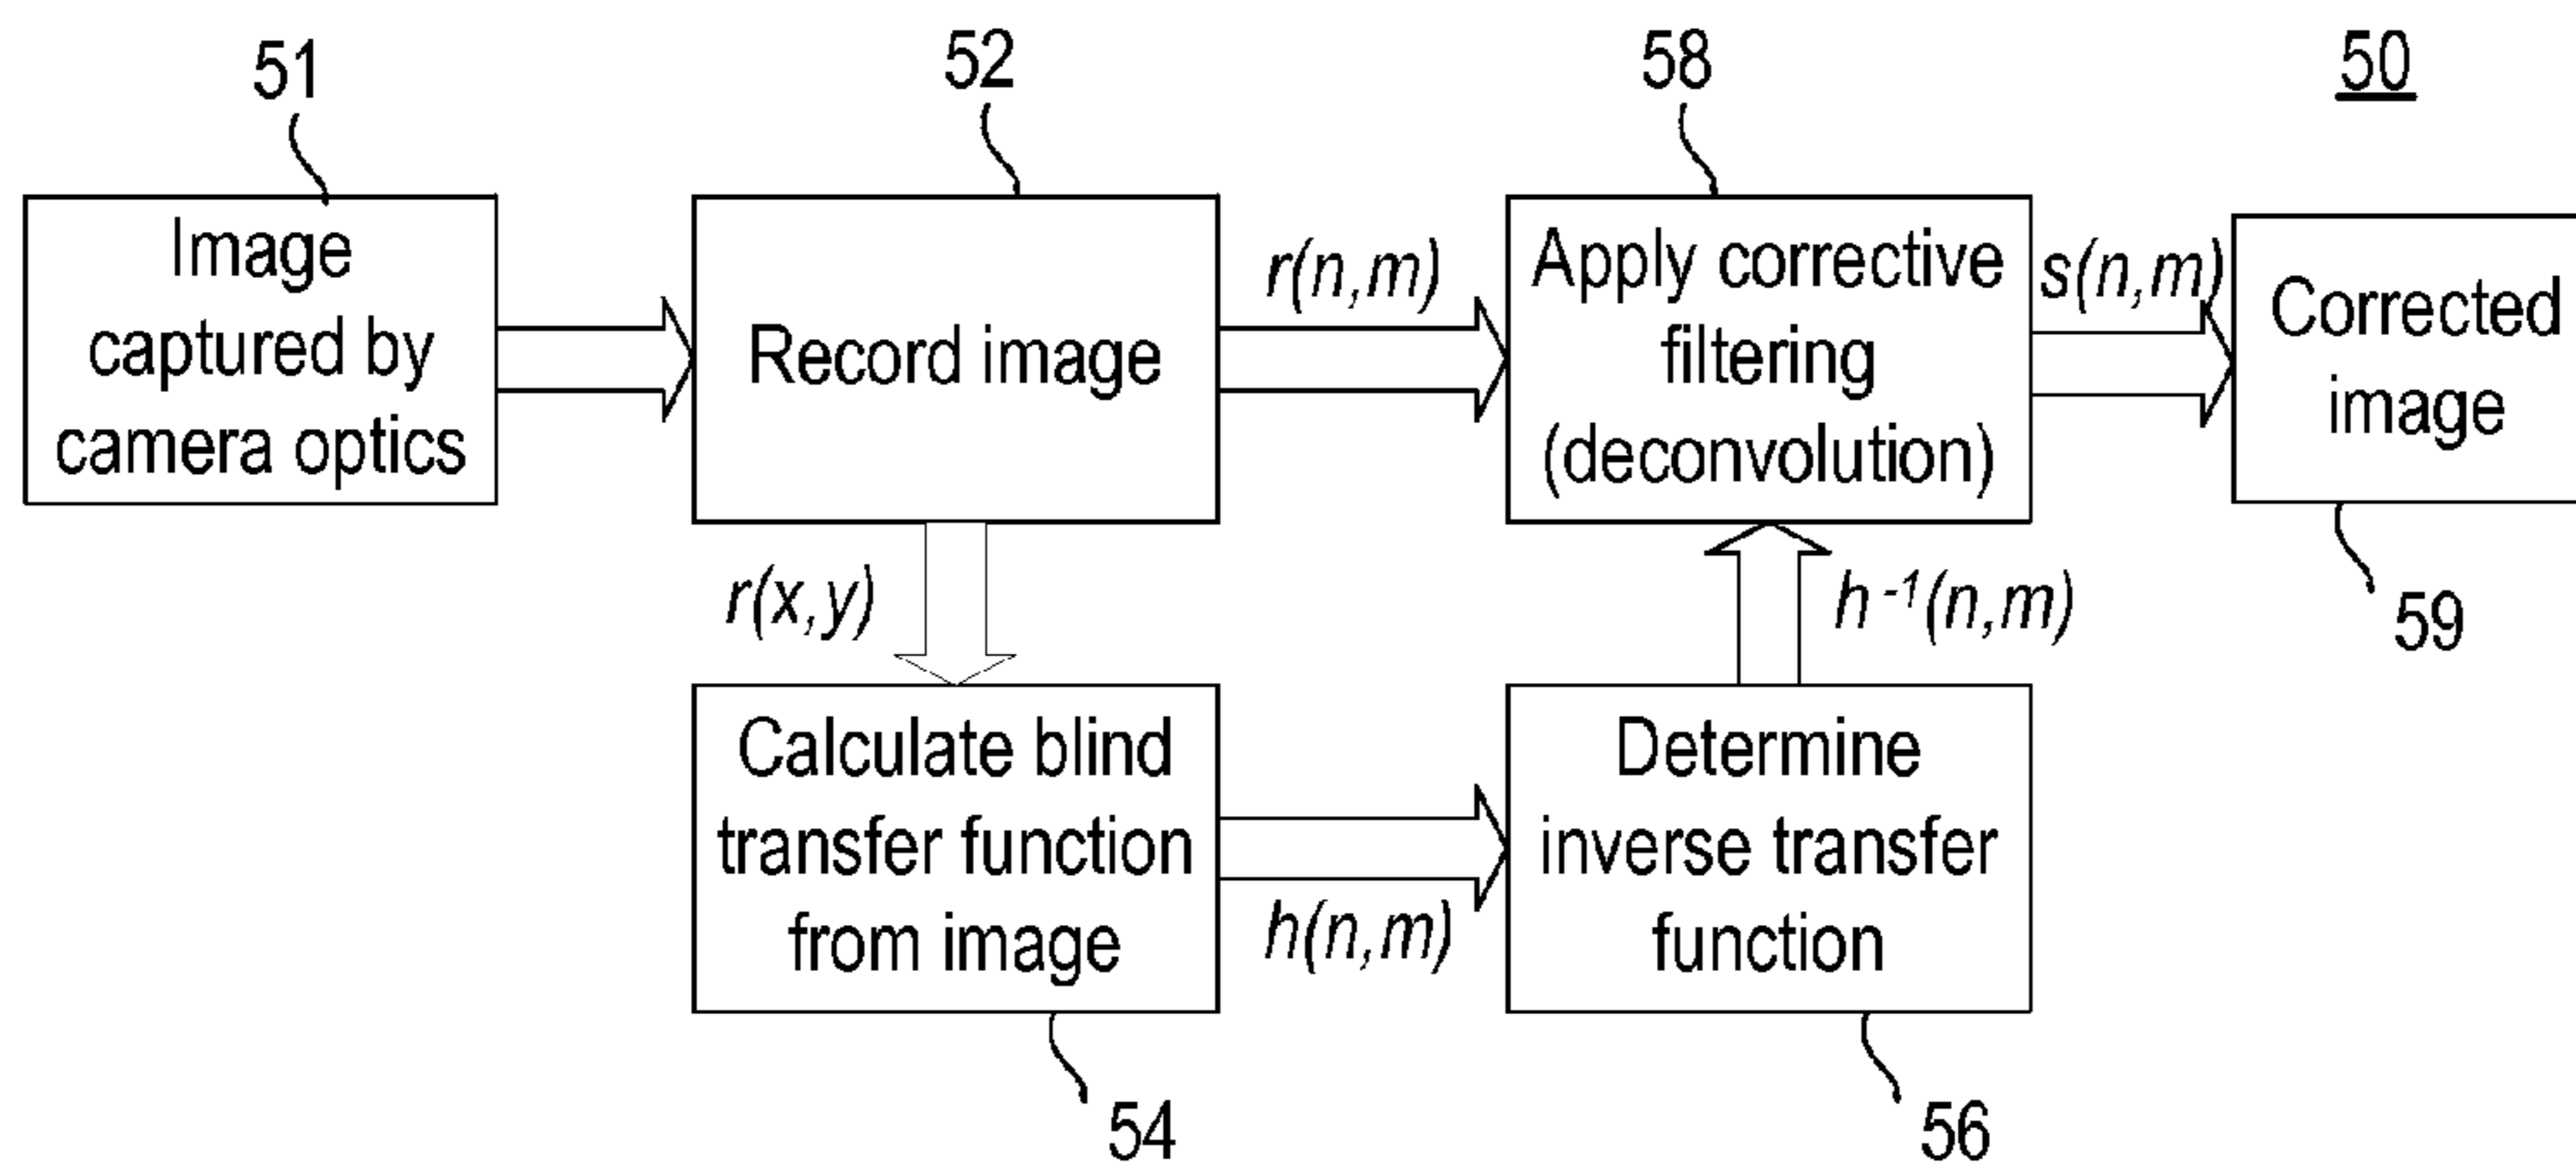 51
52
58
50
Image
captured by
camera optics
Record image
r(n,m)
Apply corrective
filtering
(deconvolution)
s(n,m)
Corrected
image
r(x,y)
h⁻¹(n,m)
59
Calculate blind
transfer function
from image
h(n,m)
Determine
inverse transfer
function
54
56